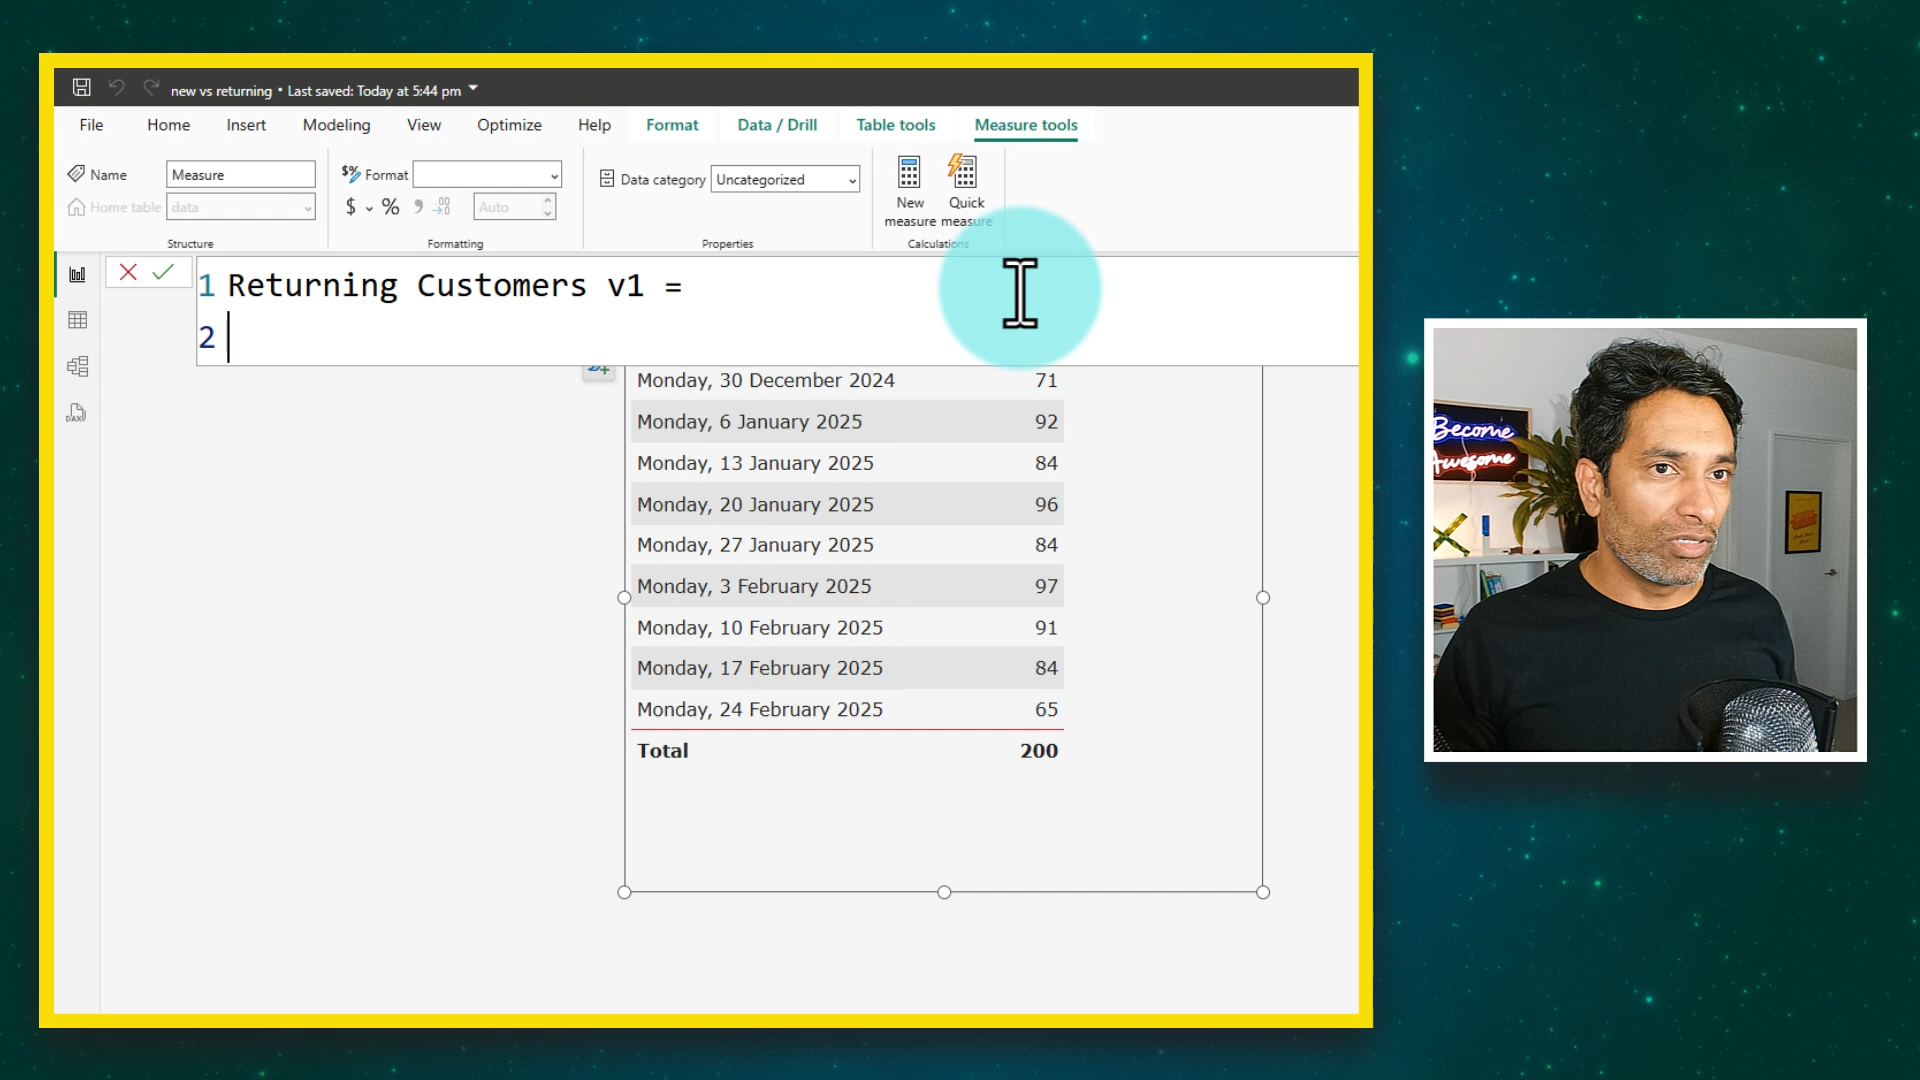 new vs returning • Last saved: Today at 5:44 pm
File Home Insert Modeling View Optimize Help Format Data / Drill Table tools Measure tools
Name Measure
Home table data
Structure
$% Format
$ % 9 .00 →.0 Auto
Formatting
Data category Uncategorized
Properties
New measure
Quick measure
Calculations
1 Returning Customers v1 =
2
DAX
Monday, 30 December 2024 71
Monday, 6 January 2025 92
Monday, 13 January 2025 84
Monday, 20 January 2025 96
Monday, 27 January 2025 84
Monday, 3 February 2025 97
Monday, 10 February 2025 91
Monday, 17 February 2025 84
Monday, 24 February 2025 65
Total 200
Become
Awesome